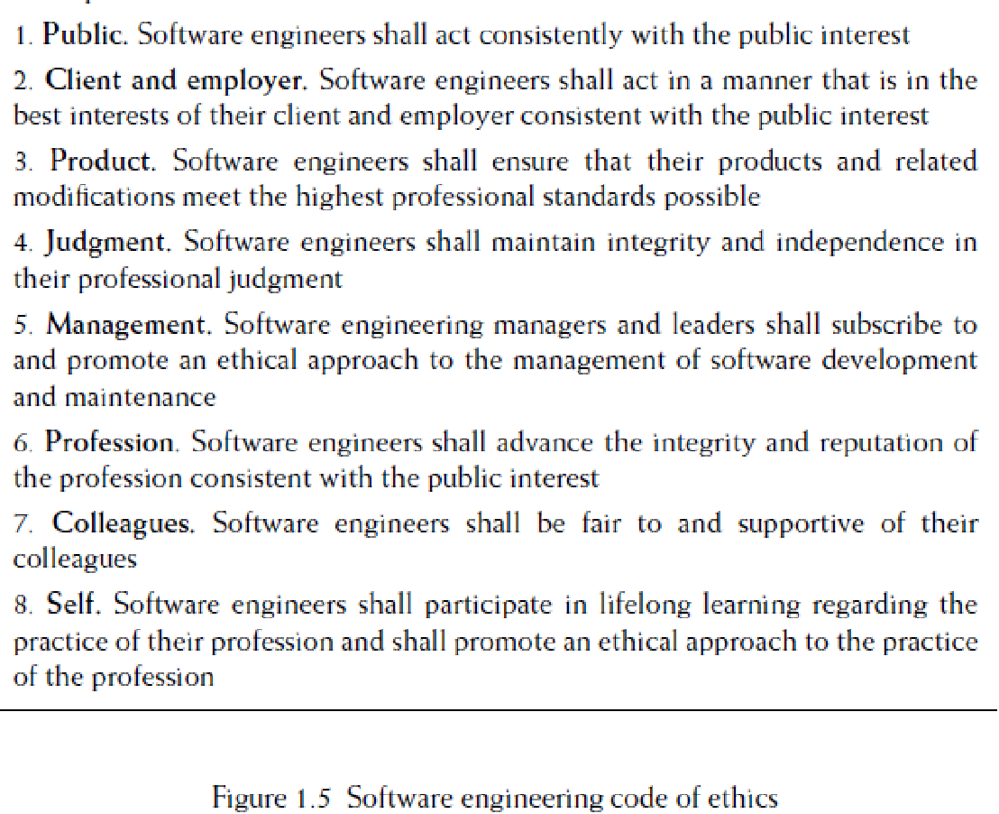 1. Public. Software engineers shall act consistently with the public interest
2. Client and employer. Software engineers shall act in a manner that is in the
best interests of their client and employer consistent with the public interest
3. Product. Software engineers shall ensure that their products and related
modifications meet the highest professional standards possible
4. Judgment. Software engineers shall maintain integrity and independence in
their professional judgment
5. Management. Software engineering managers and leaders shall subscribe to
and promote an ethical approach to the management of software development
and maintenance
6. Profession. Software engineers shall advance the integrity and reputation of
the profession consistent with the public interest
7. Colleagues. Software engineers shall be fair to and supportive of their
colleagues
8. Self. Software engineers shall participate in lifelong learning regarding the
practice of their profession and shall promote an ethical approach to the practice
of the profession
Figure 1.5 Software engineering code of ethics